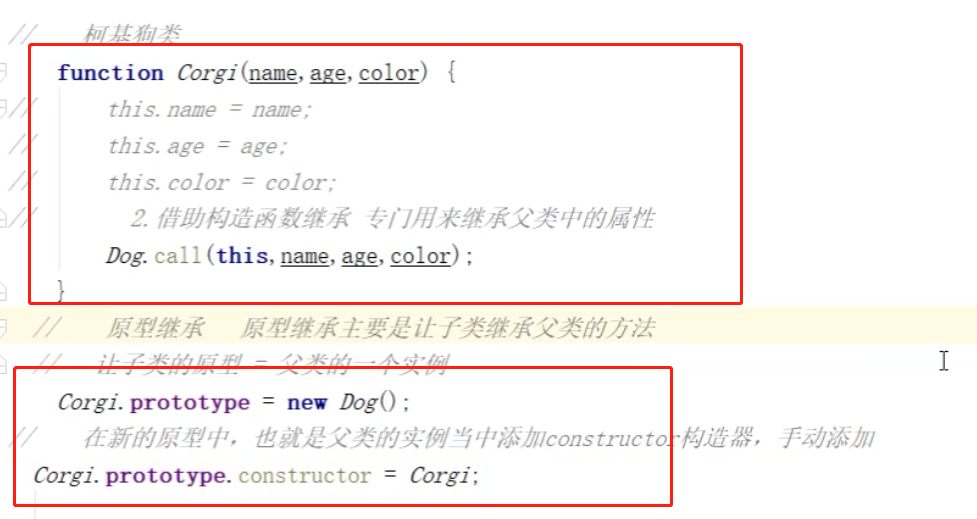 // 柯基狗类
function Corgi(name,age,color) {
// this.name = name;
// this.age = age;
// this.color = color;
// 2.借助构造函数继承 专门用来继承父类中的属性
Dog.call(this,name,age,color);
}
// 原型继承 原型继承主要是让子类继承父类的方法
// 让子类的原型 = 父类的一个实例
Corgi.prototype = new Dog();
// 在新的原型中，也就是父类的实例当中添加constructor构造器，手动添加
Corgi.prototype.constructor = Corgi;